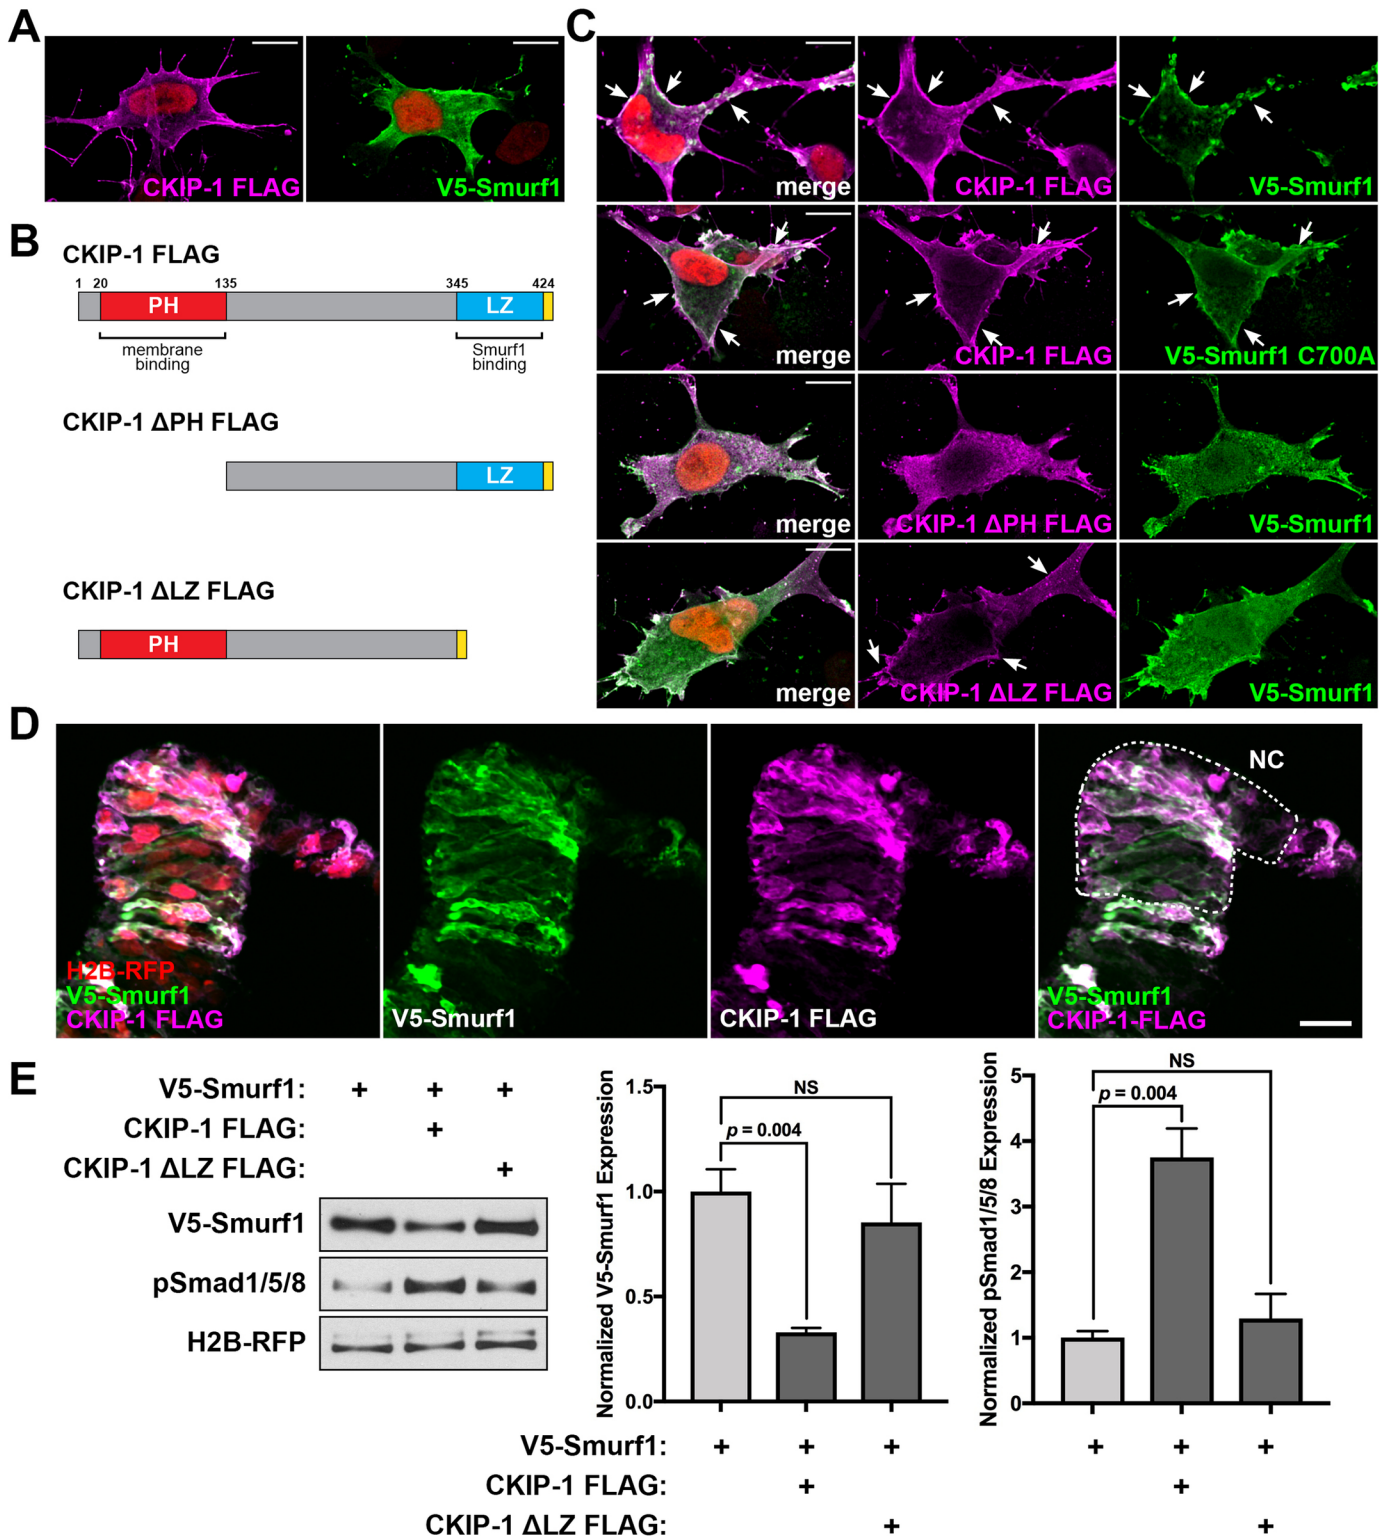 A
CKIP-1 FLAG
V5-Smurf1
B
CKIP-1 FLAG
1 20 135 345 424
PH LZ
membrane binding
Smurf1 binding
CKIP-1 ΔPH FLAG
LZ
CKIP-1 ΔLZ FLAG
PH
C
merge CKIP-1 FLAG V5-Smurf1
merge CKIP-1 FLAG V5-Smurf1 C700A
merge CKIP-1 ΔPH FLAG V5-Smurf1
merge CKIP-1 ΔLZ FLAG V5-Smurf1
D
H2B-RFP
V5-Smurf1
CKIP-1 FLAG
V5-Smurf1
CKIP-1 FLAG
NC
V5-Smurf1
CKIP-1-FLAG
E
V5-Smurf1: + + +
CKIP-1 FLAG: +
CKIP-1 ΔLZ FLAG: +
V5-Smurf1
pSmad1/5/8
H2B-RFP
Normalized V5-Smurf1 Expression
1.5
1.0
0.5
0.0
NS
p = 0.004
Normalized pSmad1/5/8 Expression
5
4
3
2
1
0
NS
p = 0.004
V5-Smurf1: + + + + + +
CKIP-1 FLAG: + +
CKIP-1 ΔLZ FLAG: + +